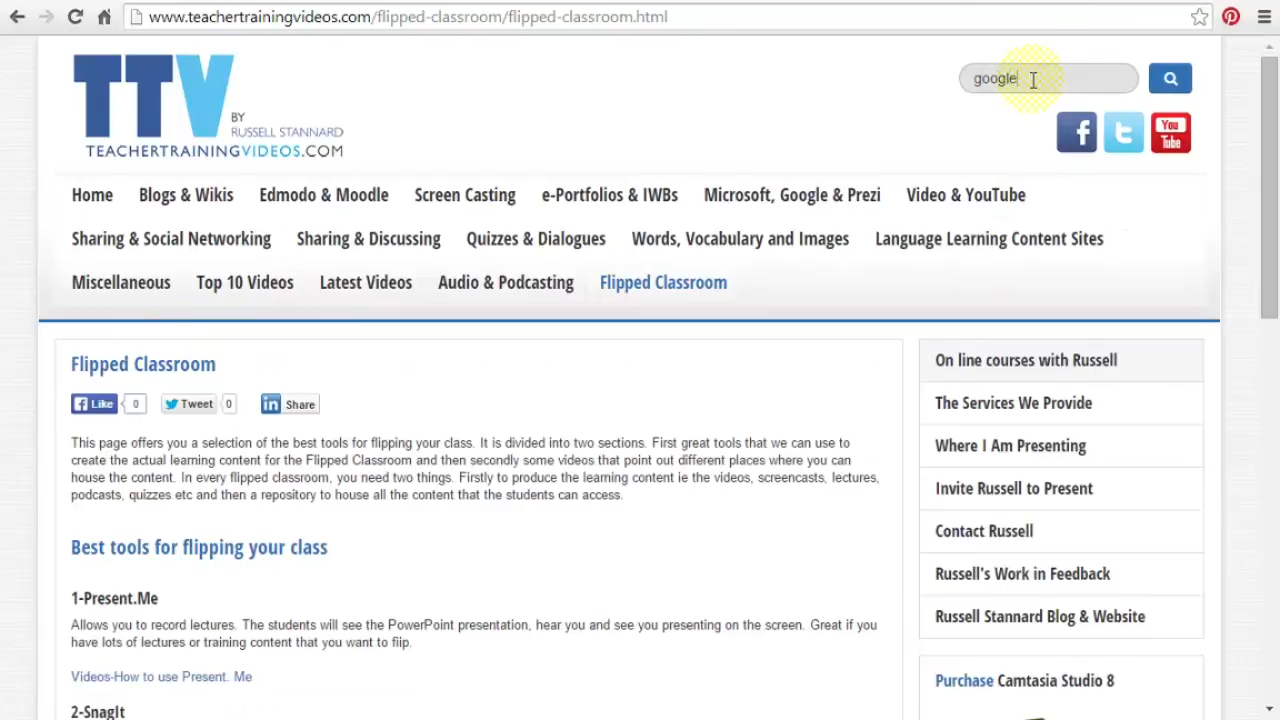 www.teachertrainingvideos.com/flipped-classroom/flipped-classroom.html
TTV
BY
RUSSELL STANNARD
TEACHERTRAININGVIDEOS.COM
google
You
Tube
Home Blogs & Wikis Edmodo & Moodle Screen Casting e-Portfolios & IWBs Microsoft, Google & Prezi Video & YouTube
Sharing & Social Networking Sharing & Discussing Quizzes & Dialogues Words, Vocabulary and Images Language Learning Content Sites
Miscellaneous Top 10 Videos Latest Videos Audio & Podcasting Flipped Classroom
Flipped Classroom
Like 0 Tweet 0 in Share
This page offers you a selection of the best tools for flipping your class. It is divided into two sections. First great tools that we can use to
create the actual learning content for the Flipped Classroom and then secondly some videos that point out different places where you can
house the content. In every flipped classroom, you need two things. Firstly to produce the learning content ie the videos, screencasts, lectures,
podcasts, quizzes etc and then a repository to house all the content that the students can access.
Best tools for flipping your class
1-Present.Me
Allows you to record lectures. The students will see the PowerPoint presentation, hear you and see you presenting on the screen. Great if you
have lots of lectures or training content that you want to flip.
Videos-How to use Present. Me
2-SnagIt
On line courses with Russell
The Services We Provide
Where I Am Presenting
Invite Russell to Present
Contact Russell
Russell's Work in Feedback
Russell Stannard Blog & Website
Purchase Camtasia Studio 8